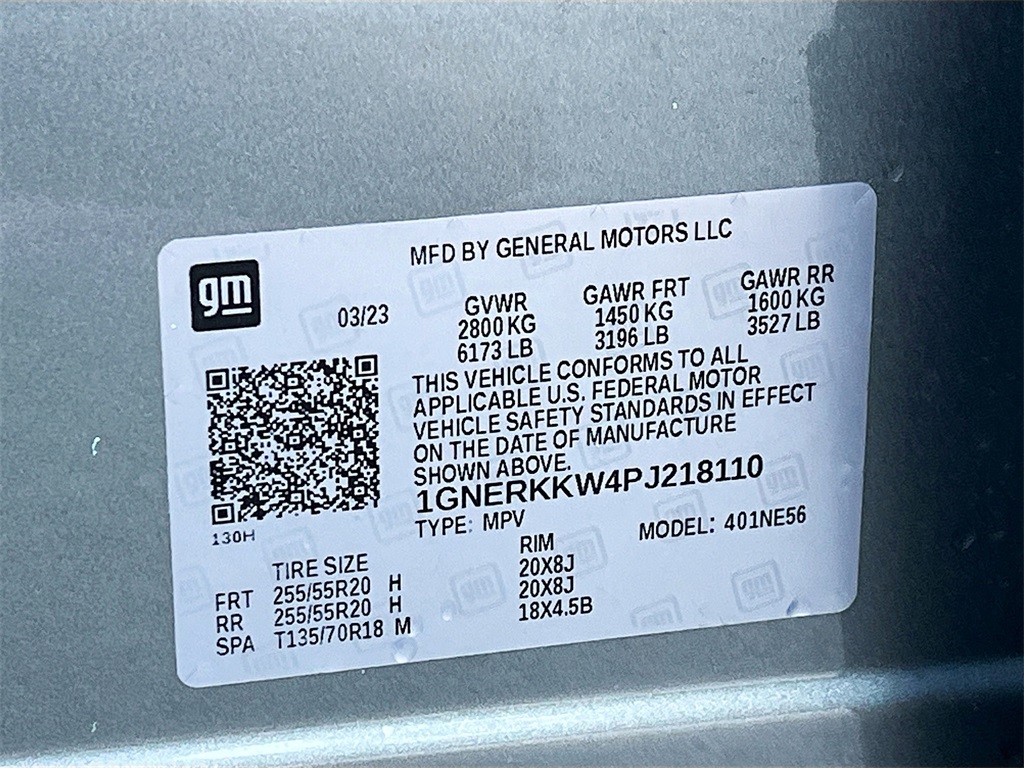 MFD BY GENERAL MOTORS LLC
gm
03/23
GVWR GAWR FRT GAWR RR
2800 KG 1450 KG 1600 KG
6173 LB 3196 LB 3527 LB
THIS VEHICLE CONFORMS TO ALL
APPLICABLE U.S. FEDERAL MOTOR
VEHICLE SAFETY STANDARDS IN EFFECT
ON THE DATE OF MANUFACTURE
SHOWN ABOVE.
1GNERKKW4PJ218110
TYPE: MPV MODEL: 401NE56
130H
TIRE SIZE RIM
FRT 255/55R20 H 20X8J
RR 255/55R20 H 20X8J
SPA T135/70R18 M 18X4.5B